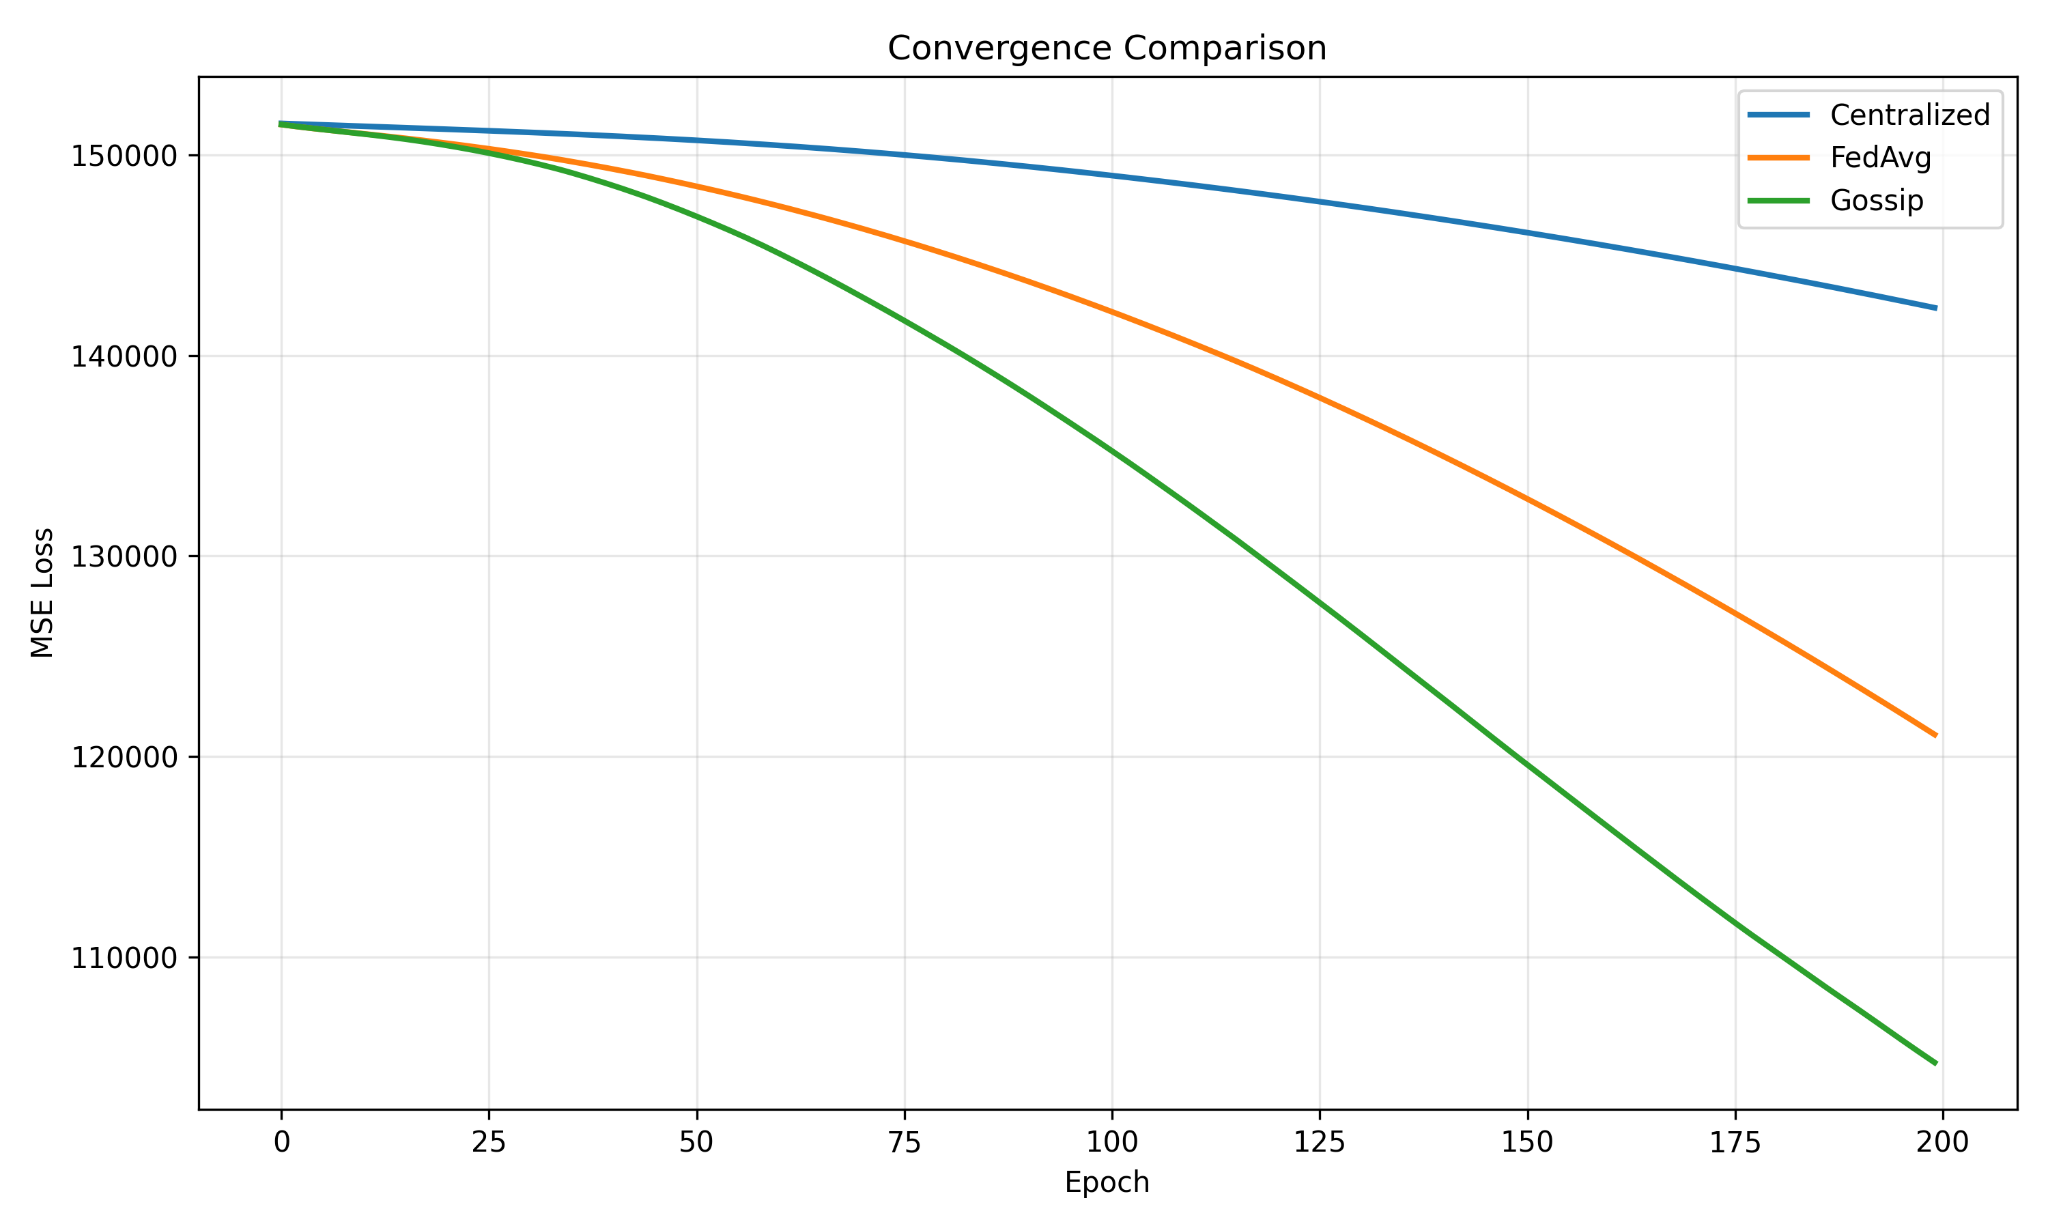 Convergence Comparison
Centralized
FedAvg
Gossip
150000
140000
130000
120000
110000
MSE Loss
0 25 50 75 100 125 150 175 200
Epoch